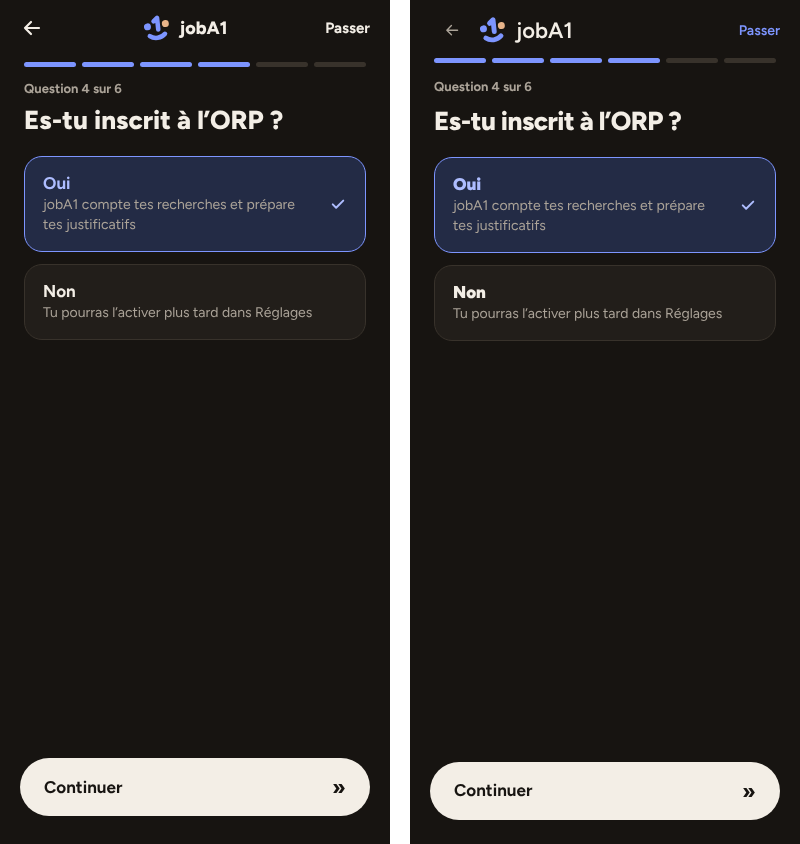 jobA1
Passer
Question 4 sur 6
Es-tu inscrit à l’ORP ?
Oui
jobA1 compte tes recherches et prépare
tes justificatifs
Non
Tu pourras l’activer plus tard dans Réglages
Continuer »
jobA1
Passer
Question 4 sur 6
Es-tu inscrit à l’ORP ?
Oui
jobA1 compte tes recherches et prépare
tes justificatifs
Non
Tu pourras l’activer plus tard dans Réglages
Continuer »